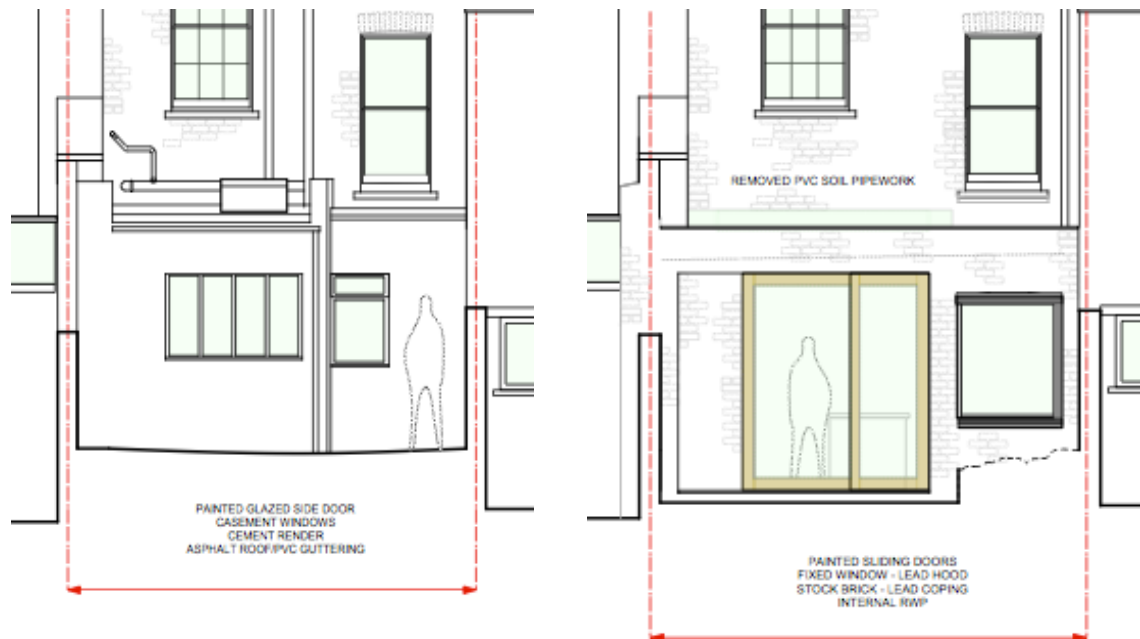 PAINTED GLAZED SIDE DOOR
CASEMENT WINDOWS
CEMENT RENDER
ASPHALT ROOF/PVC GUTTERING
REMOVED PVC SOIL PIPEWORK
PAINTED SLIDING DOORS
FIXED WINDOW - LEAD HOOD
STOCK BRICK - LEAD COPING
INTERNAL RWP